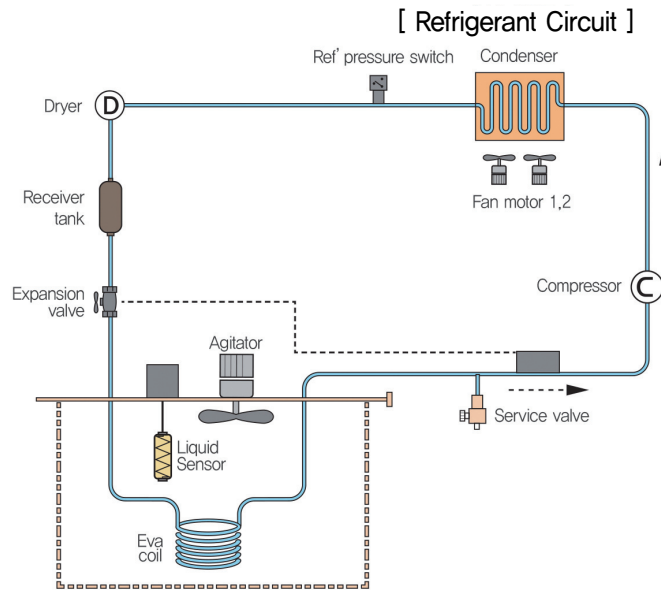 [ Refrigerant Circuit ]
Ref' pressure switch
Condenser
Dryer
D
Fan motor 1,2
Receiver
tank
Compressor
C
Expansion
valve
Agitator
Service valve
Liquid
Sensor
Eva
coil